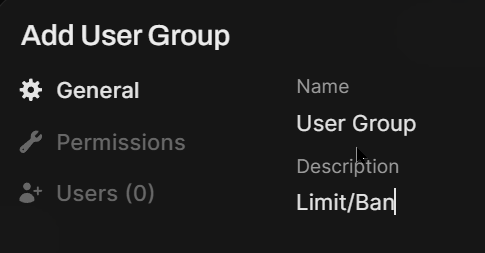 Add User Group
General
Permissions
Users (0)
Name
User Group
Description
Limit/Ban